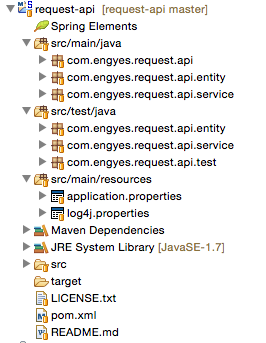 request-api [request-api master]
Spring Elements
src/main/java
com.engyes.request.api
com.engyes.request.api.entity
com.engyes.request.api.service
src/test/java
com.engyes.request.api.entity
com.engyes.request.api.service
com.engyes.request.api.test
src/main/resources
application.properties
log4j.properties
Maven Dependencies
JRE System Library [JavaSE-1.7]
src
target
LICENSE.txt
pom.xml
README.md